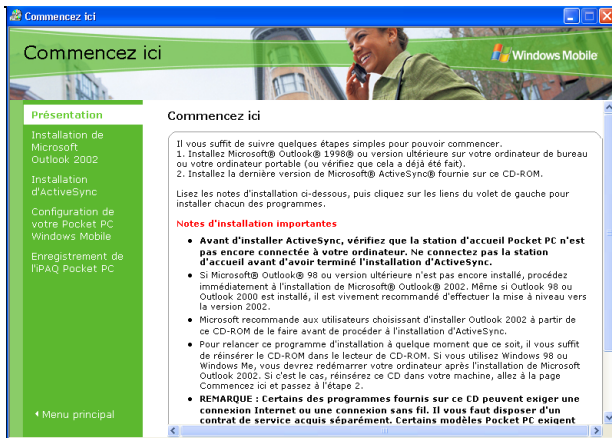 Commencez ici
Commencez ici
Windows Mobile
Présentation
Installation de
Microsoft
Outlook 2002
Installation
d'ActiveSync
Configuration de
votre Pocket PC
Windows Mobile
Enregistrement de
l'iPAQ Pocket PC
Menu principal
Commencez ici
Il vous suffit de suivre quelques étapes simples pour pouvoir commencer.
1. Installez Microsoft® Outlook® 1998® ou version ultérieure sur votre ordinateur de bureau
ou votre ordinateur portable (ou vérifiez que cela a déjà été fait).
2. Installez la dernière version de Microsoft® ActiveSync® fournie sur ce CD-ROM.
Lisez les notes d'installation ci-dessous, puis cliquez sur les liens du volet de gauche pour
installer chacun des programmes.
Notes d'installation importantes
• Avant d'installer ActiveSync, vérifiez que la station d'accueil Pocket PC n'est
pas encore connectée à votre ordinateur. Ne connectez pas la station
d'accueil avant d'avoir terminé l'installation d'ActiveSync.
• Si Microsoft® Outlook® 98 ou version ultérieure n'est pas encore installé, procédez
immédiatement à l'installation de Microsoft® Outlook® 2002. Même si Outlook 98 ou
Outlook 2000 est installé, il est vivement recommandé d'effectuer la mise à niveau vers
la version 2002.
• Microsoft recommande aux utilisateurs choisissant d'installer Outlook 2002 à partir de
ce CD-ROM de le faire avant de procéder à l'installation d'ActiveSync.
• Pour relancer ce programme d'installation à quelque moment que ce soit, il vous suffit
de réinsérer le CD-ROM dans le lecteur de CD-ROM. Si vous utilisez Windows 98 ou
Windows Me, vous devrez redémarrer votre ordinateur après l'installation de Microsoft
Outlook 2002. Si c'est le cas, réinsérez ce CD dans votre machine, allez à la page
Commencez ici et passez à l'étape 2.
• REMARQUE : Certains des programmes fournis sur ce CD peuvent exiger une
connexion Internet ou une connexion sans fil. Il vous faut disposer d'un
contrat de service acquis séparément. Certains modèles Pocket PC exigent